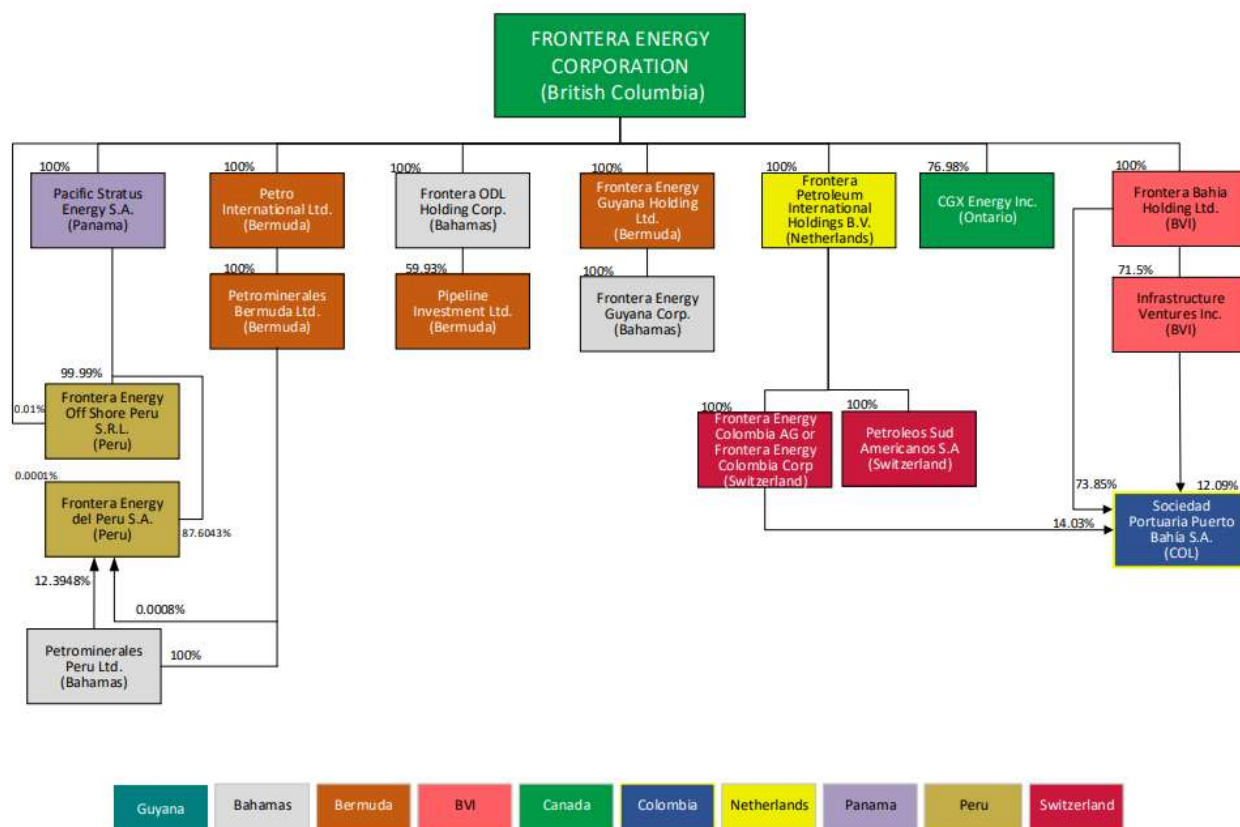 FRONTERA ENERGY
CORPORATION
(British Columbia)
100%
Pacific Stratus
Energy S.A.
(Panama)
100%
Petro
International Ltd.
(Bermuda)
100%
Frontera ODL
Holding Corp.
(Bahamas)
100%
Frontera Energy
Guyana Holding
Ltd.
(Bermuda)
100%
Frontera
Petroleum
International
Holdings B.V.
(Netherlands)
76.98%
CGX Energy Inc.
(Ontario)
100%
Frontera Bahia
Holding Ltd.
(BVI)
100%
Petrominerales
Bermuda Ltd.
(Bermuda)
59.93%
Pipeline
Investment Ltd.
(Bermuda)
100%
Frontera Energy
Guyana Corp.
(Bahamas)
71.5%
Infrastructure
Ventures Inc.
(BVI)
99.99%
0.01%
Frontera Energy
Off Shore Peru
S.R.L.
(Peru)
100%
Frontera Energy
Colombia AG or
Frontera Energy
Colombia Corp
(Switzerland)
100%
Petroleos Sud
Americanos S.A
(Switzerland)
0.0001%
Frontera Energy
del Peru S.A.
(Peru)
87.6043%
73.85%
12.09%
14.03%
Sociedad
Portuaria Puerto
Bahía S.A.
(COL)
12.3948%
0.0008%
Petrominerales
Peru Ltd.
(Bahamas)
100%
Guyana
Bahamas
Bermuda
BVI
Canada
Colombia
Netherlands
Panama
Peru
Switzerland